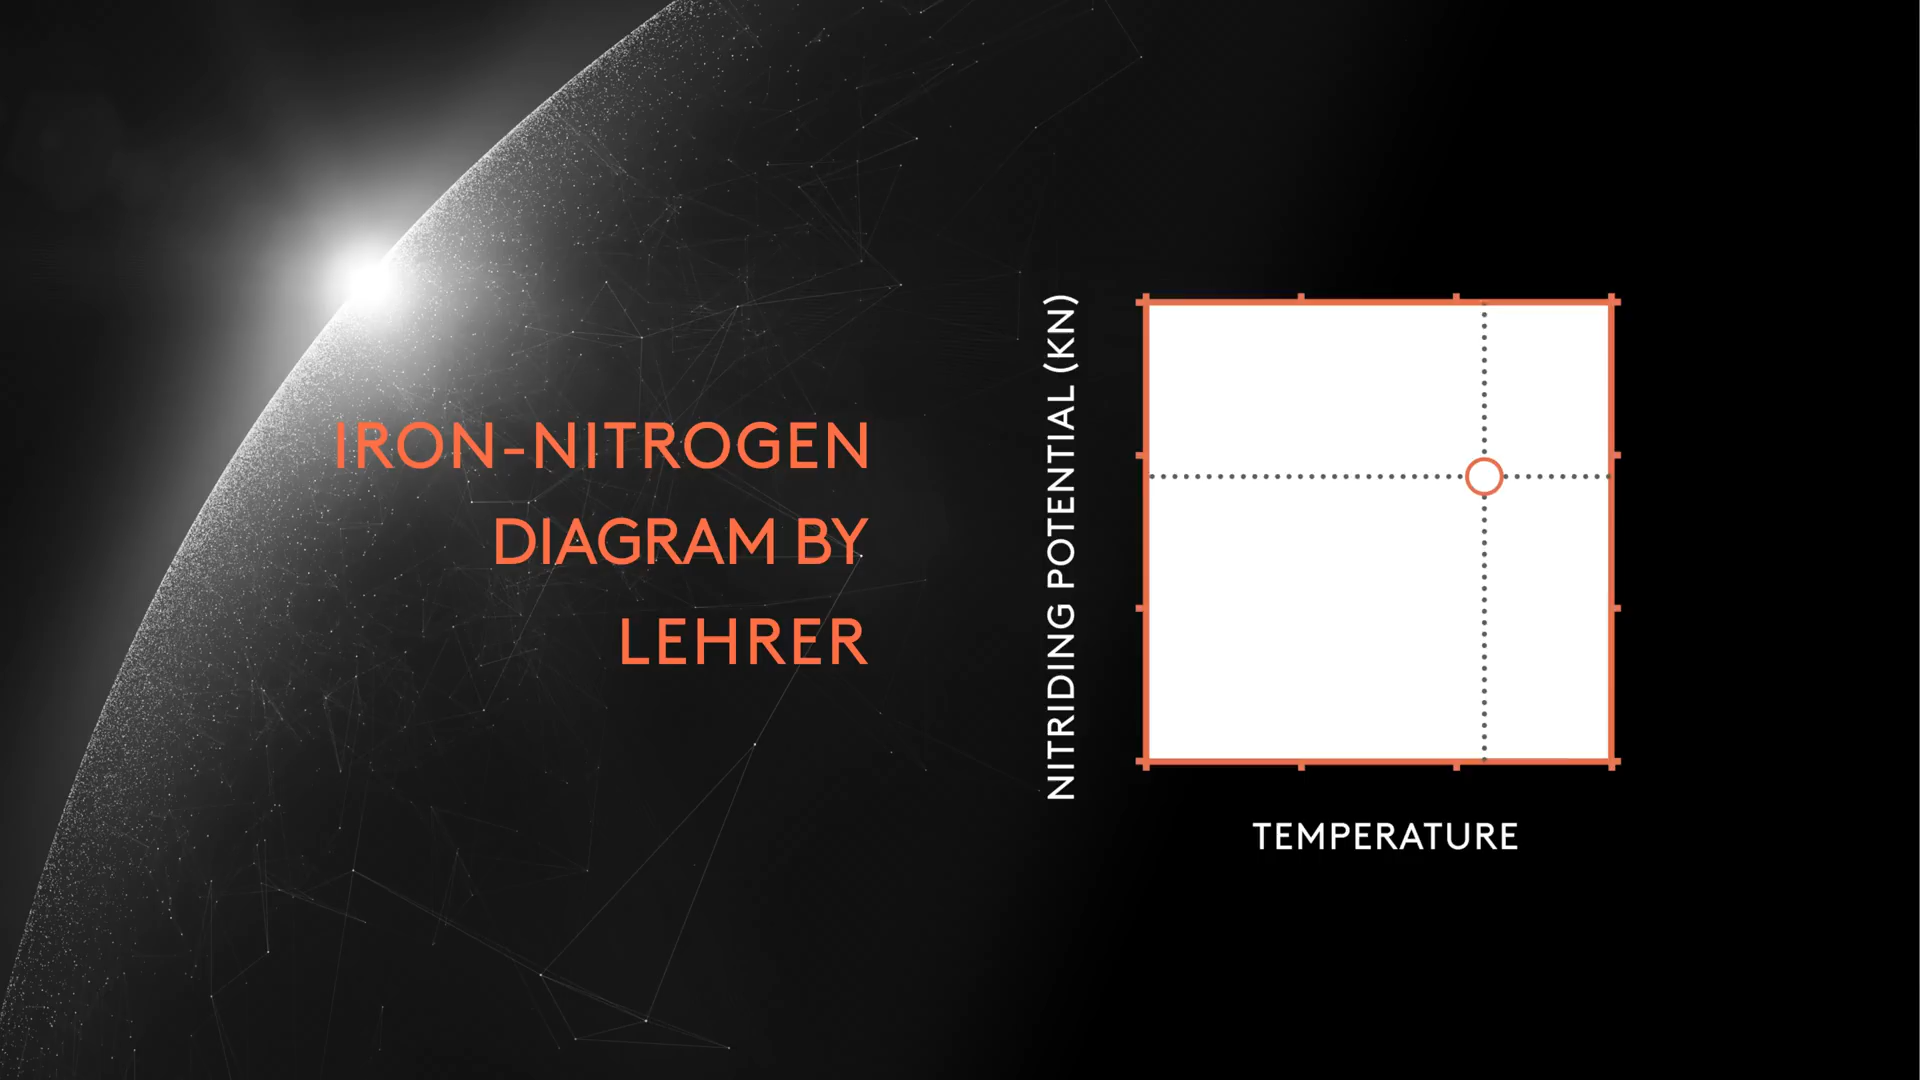 IRON-NITROGEN
DIAGRAM BY
LEHRER
NITRIDING POTENTIAL (KN)
TEMPERATURE